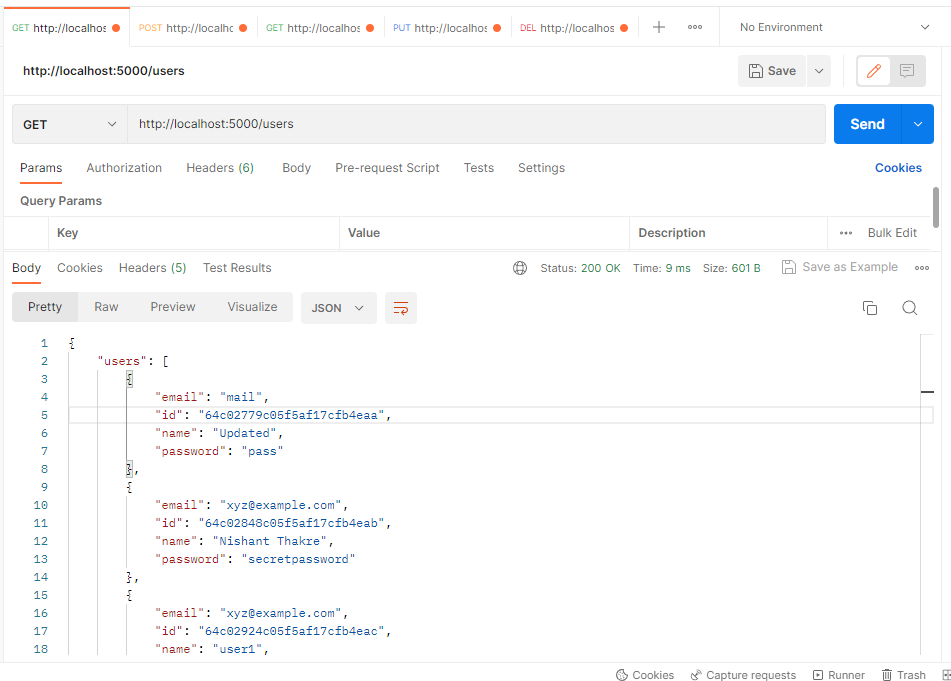 GET http://localhos POST http://localhc GET http://localhos PUT http://localhos DEL http://localhos No Environment
http://localhost:5000/users Save
GET http://localhost:5000/users Send
Params Authorization Headers (6) Body Pre-request Script Tests Settings Cookies
Query Params
Key Value Description Bulk Edit
Body Cookies Headers (5) Test Results Status: 200 OK Time: 9 ms Size: 601 B Save as Example
Pretty Raw Preview Visualize JSON
1 {
2 "users": [
3 {
4 "email": "mail",
5 "id": "64c02779c05f5af17cfb4eaa",
6 "name": "Updated",
7 "password": "pass"
8 },
9 {
10 "email": "xyz@example.com",
11 "id": "64c02848c05f5af17cfb4eab",
12 "name": "Nishant Thakre",
13 "password": "secretpassword"
14 },
15 {
16 "email": "xyz@example.com",
17 "id": "64c02924c05f5af17cfb4eac",
18 "name": "user1",
Cookies Capture requests Runner Trash